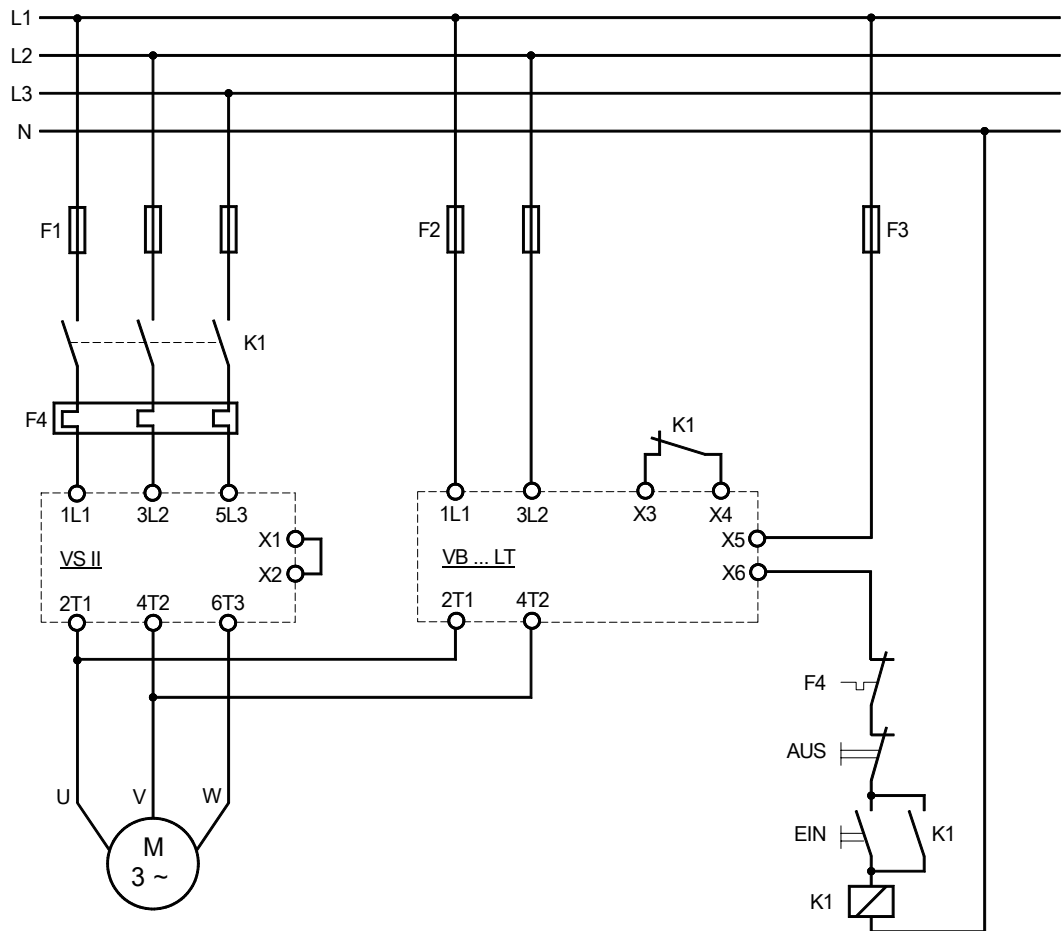 L1
L2
L3
N
F1
F2
F3
K1
F4
K1
1L1 3L2 5L3
1L1 3L2 X3 X4
X1
X5
VS II
VB ... LT
X2
X6
2T1 4T2 6T3
2T1 4T2
F4
AUS
U V W
EIN
K1
M
3 ~
K1